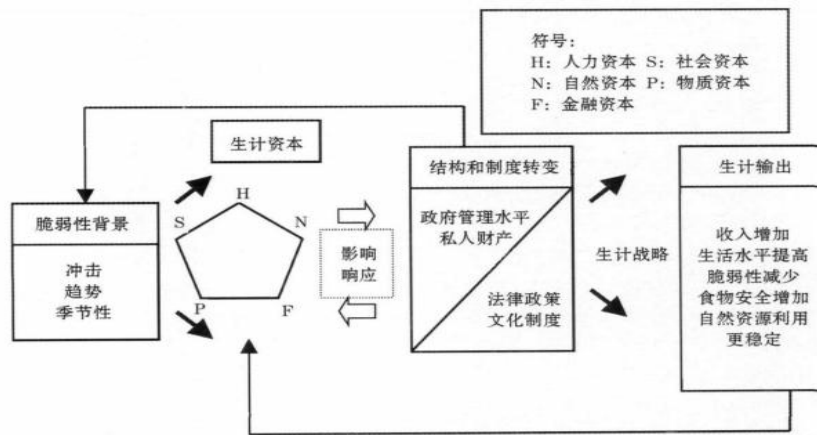 符号：
H：人力资本 S：社会资本
N：自然资本 P：物质资本
F：金融资本
生计资本
结构和制度转变
生计输出
脆弱性背景
冲击
趋势
季节性
H
S
N
P
F
影响
响应
政府管理水平
私人财产
法律政策
文化制度
生计战略
收入增加
生活水平提高
脆弱性减少
食物安全增加
自然资源利用
更稳定